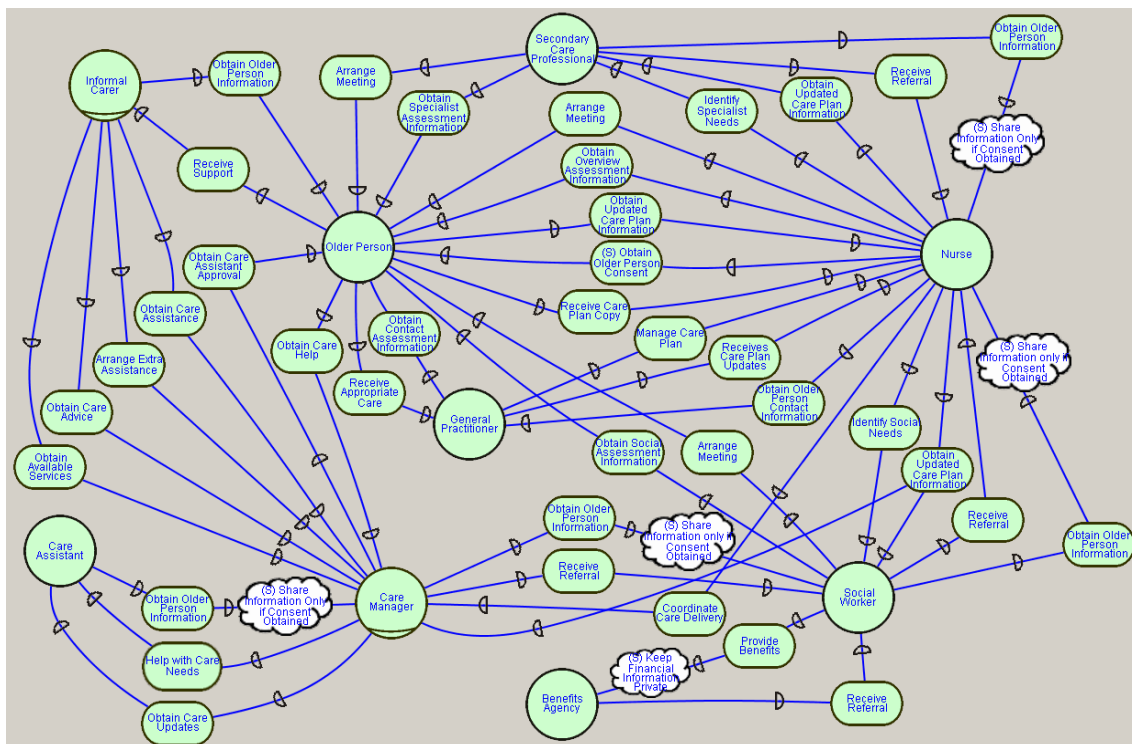 Secondary
Care
Professional
Obtain Older
Person
Information
Informal
Carer
Obtain Older
Person
Information
Arrange
Meeting
Receive
Referral
Obtain
Updated
Care Plan
Information
Identify
Specialist
Needs
Obtain
Specialist
Assessment
Information
Arrange
Meeting
(S) Share
Information Only
if Consent
Obtained
Receive
Support
Obtain
Overview
Assessment
Information
Obtain
Updated
Care Plan
Information
Older Person
Nurse
Obtain Care
Assistant
Approval
(S) Obtain
Older Person
Consent
Obtain Care
Assistance
Receive Care
Plan Copy
Obtain
Contact
Assessment
Information
Manage Care
Plan
Obtain Care
Help
Receives
Care Plan
Updates
(S) Share
Information only if
Consent
Obtained
Arrange Extra
Assistance
Receive
Appropriate
Care
Obtain Older
Person Contact
Information
Obtain Care
Advice
General
Practitioner
Identify Social
Needs
Obtain
Available
Services
Obtain Social
Assessment
Information
Arrange
Meeting
Obtain
Updated
Care Plan
Information
Obtain Older
Person
Information
(S) Share
Information only if
Consent
Obtained
Receive
Referral
Care
Assistant
Obtain Older
Person
Information
Receive
Referral
Obtain Older
Person
Information
(S) Share
Information Only
if Consent
Obtained
Care
Manager
Social
Worker
Coordinate
Care Delivery
Help with Care
Needs
Provide
Benefits
(S) Keep
Financial
Information
Private
Obtain Care
Updates
Benefits
Agency
Receive
Referral